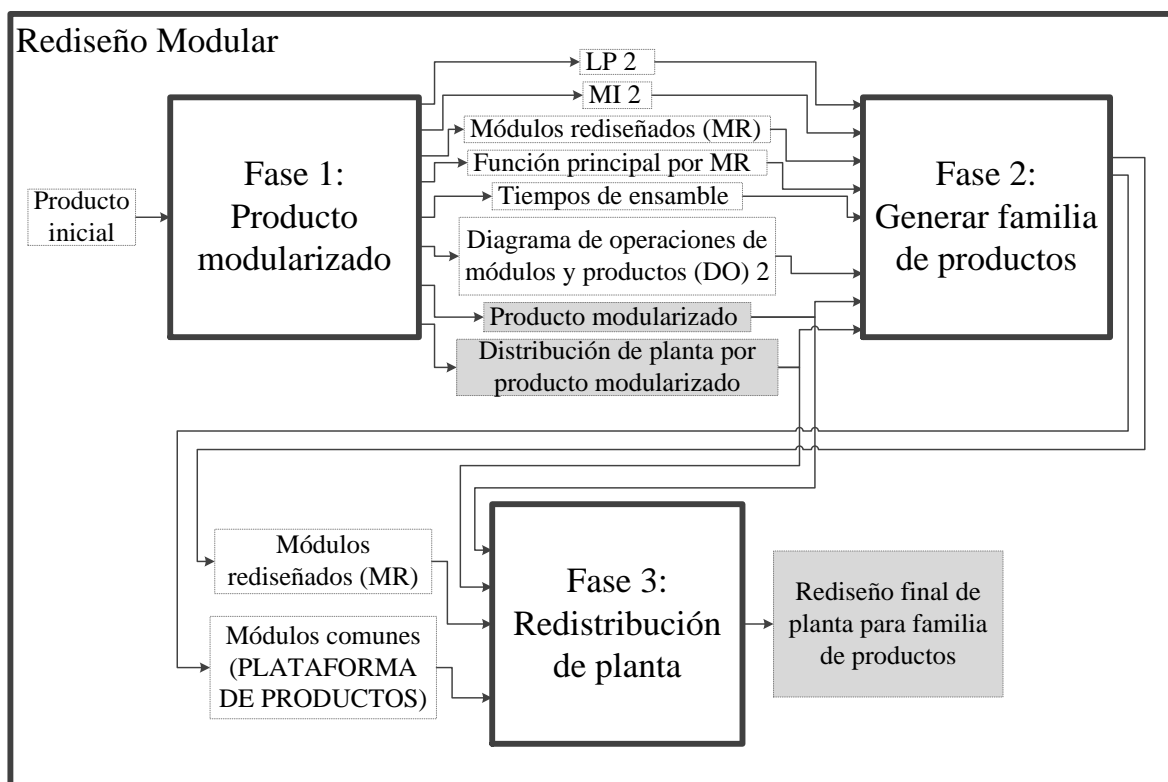 Rediseño Modular
LP 2
MI 2
Módulos rediseñados (MR)
Función principal por MR
Tiempos de ensamble
Diagrama de operaciones de
módulos y productos (DO) 2
Producto modularizado
Distribución de planta por
producto modularizado
Producto
inicial
Fase 1:
Producto
modularizado
Fase 2:
Generar familia
de productos
Módulos
rediseñados (MR)
Módulos comunes
(PLATAFORMA
DE PRODUCTOS)
Fase 3:
Redistribución
de planta
Rediseño final de
planta para familia
de productos